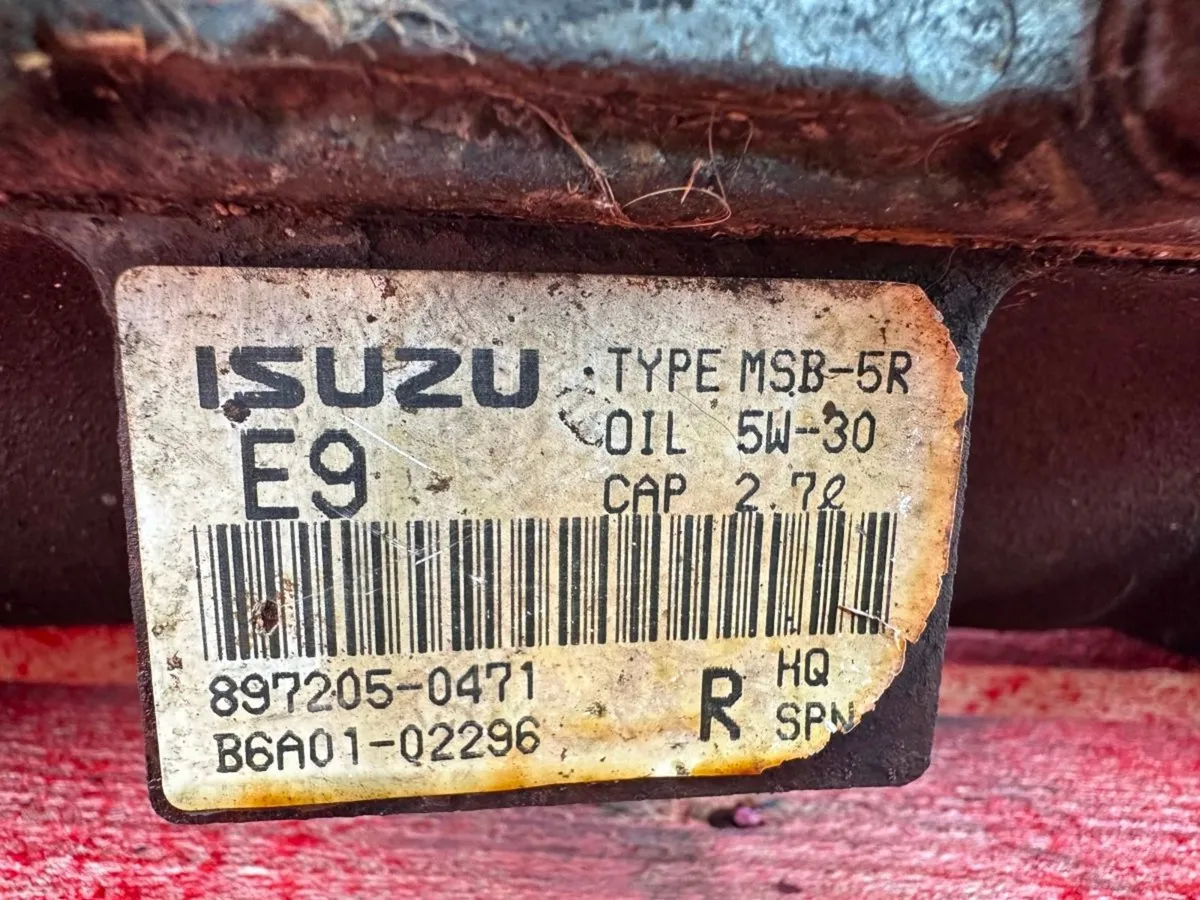 ISUZU
E9
TYPE MSB-5R
OIL 5W-30
CAP 2.7ℓ
897205-0471
B6A01-02296
R
HQ
SPN